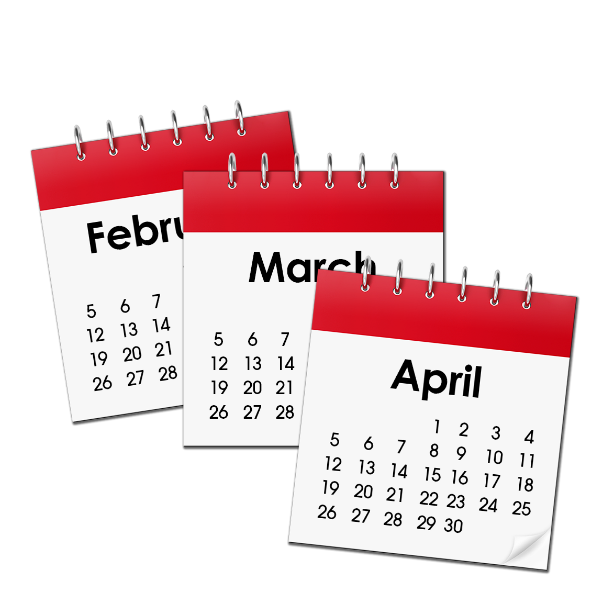 Febru
5 6 7
12 13 14
19 20 21
26 27 28
March
5 6 7
12 13 14
19 20 21
26 27 28
April
1 2 3 4
5 6 7 8 9 10 11
12 13 14 15 16 17 18
19 20 21 22 23 24 25
26 27 28 29 30